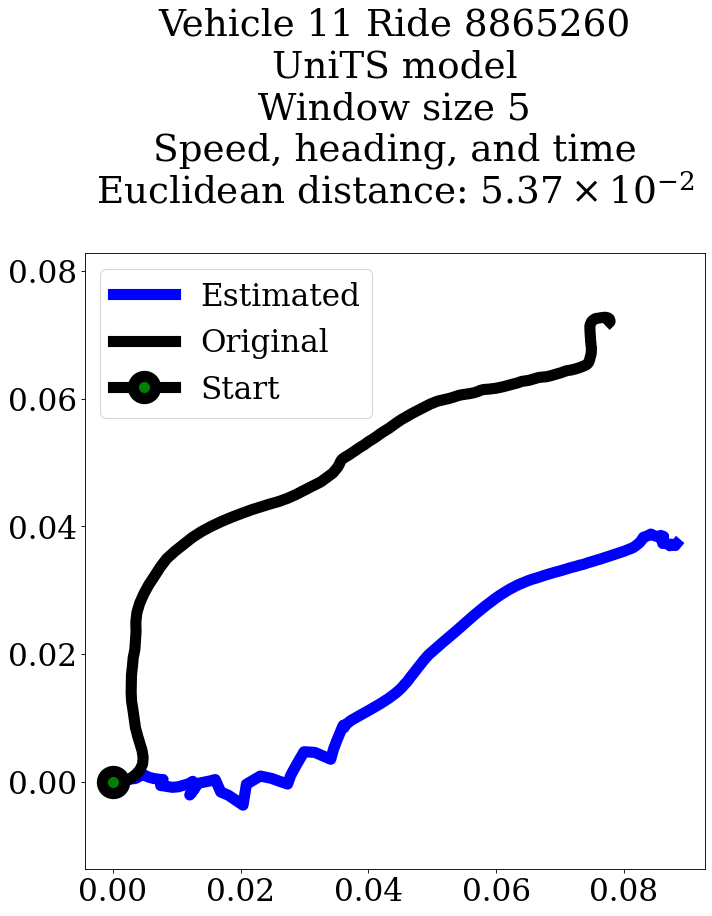 Vehicle 11 Ride 8865260
UniTS model
Window size 5
Speed, heading, and time
Euclidean distance: 5.37 × 10⁻²
Estimated
Original
Start
0.08
0.06
0.04
0.02
0.00
0.00 0.02 0.04 0.06 0.08